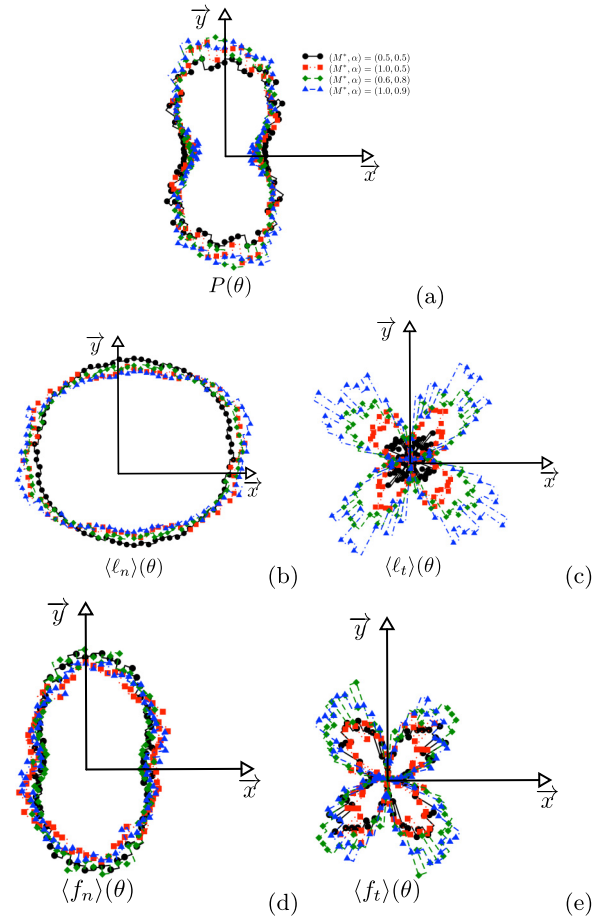 y
(M*, α) = (0.5, 0.5)
(M*, α) = (1.0, 0.5)
(M*, α) = (0.6, 0.8)
(M*, α) = (1.0, 0.9)
x
P(θ)
(a)
y
y
x
x
⟨ℓn⟩(θ)
(b)
⟨ℓt⟩(θ)
(c)
y
y
x
x
⟨fn⟩(θ)
(d)
⟨ft⟩(θ)
(e)